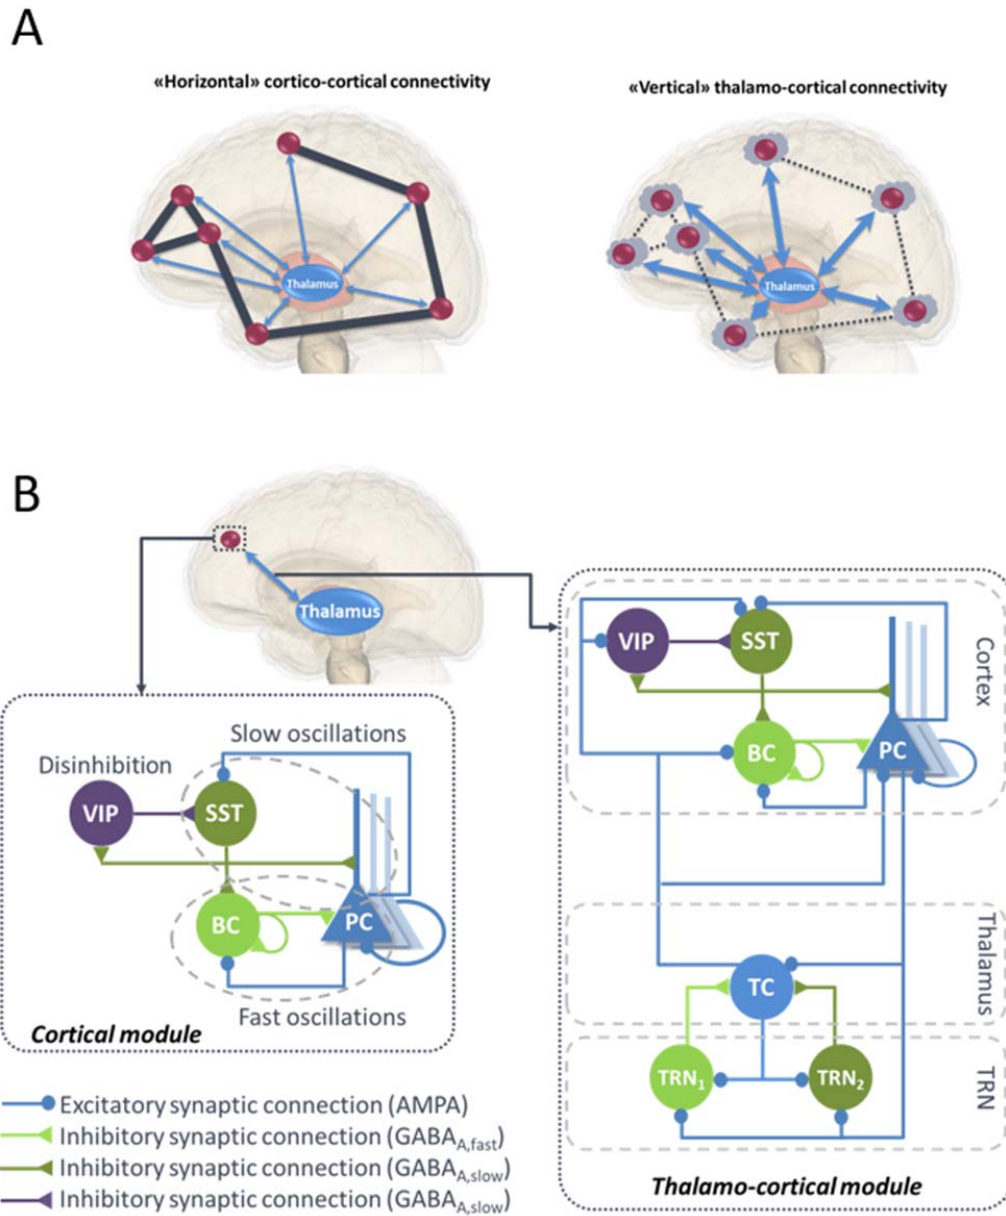 A
«Horizontal» cortico-cortical connectivity
«Vertical» thalamo-cortical connectivity
Thalamus
Thalamus
B
Thalamus
Slow oscillations
Disinhibition
VIP
SST
BC
PC
Fast oscillations
Cortical module
VIP
SST
BC
PC
Cortex
TC
Thalamus
TRN1
TRN2
TRN
Thalamo-cortical module
Excitatory synaptic connection (AMPA)
Inhibitory synaptic connection (GABAA,fast)
Inhibitory synaptic connection (GABAA,slow)
Inhibitory synaptic connection (GABAA,slow)